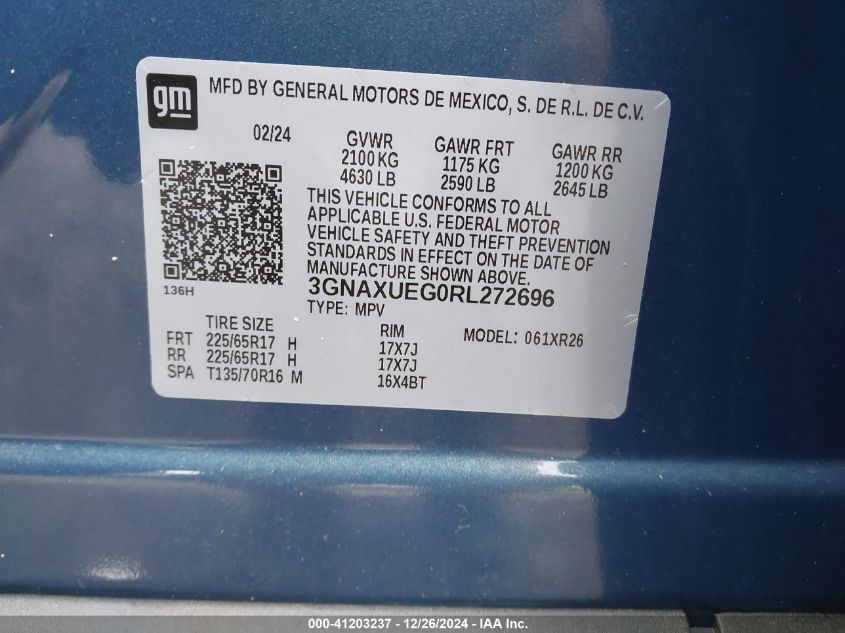 gm
MFD BY GENERAL MOTORS DE MEXICO, S. DE R.L. DE C.V.
02/24 GVWR GAWR FRT GAWR RR
2100 KG 1175 KG 1200 KG
4630 LB 2590 LB 2645 LB
THIS VEHICLE CONFORMS TO ALL
APPLICABLE U.S. FEDERAL MOTOR
VEHICLE SAFETY AND THEFT PREVENTION
STANDARDS IN EFFECT ON THE DATE OF
MANUFACTURE SHOWN ABOVE.
136H
3GNAXUEG0RL272696
TYPE: MPV
TIRE SIZE RIM MODEL: 061XR26
FRT 225/65R17 H 17X7J
RR 225/65R17 H 17X7J
SPA T135/70R16 M 16X4BT
000-41203237 - 12/26/2024 - IAA Inc.